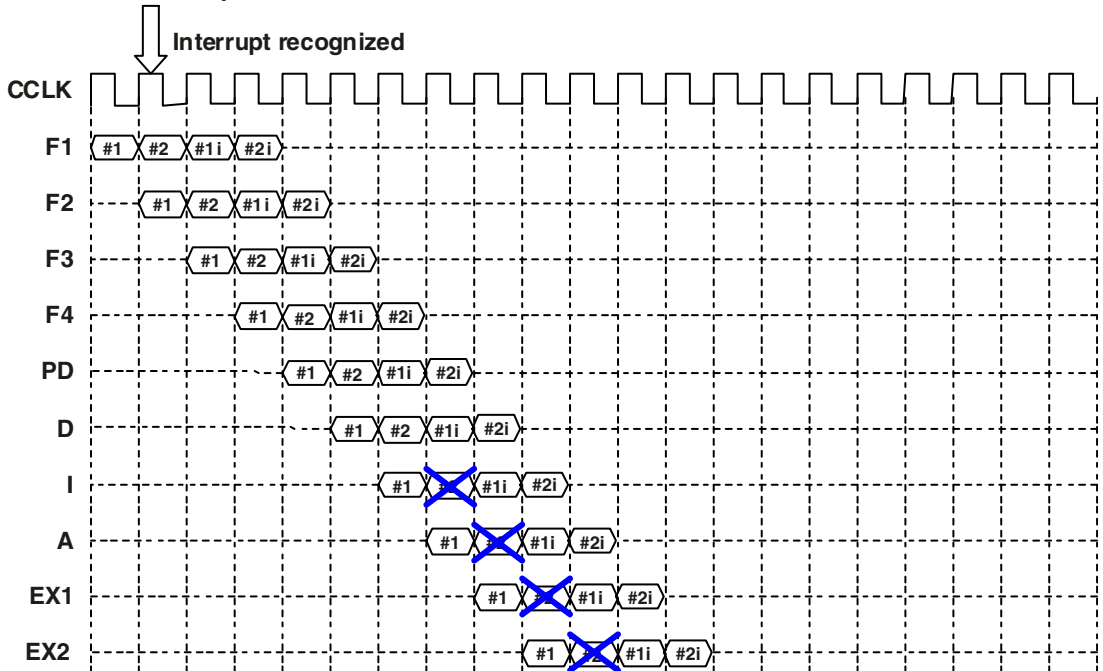 Interrupt recognized
CCLK
F1 #1 #2 #1i #2i
F2 #1 #2 #1i #2i
F3 #1 #2 #1i #2i
F4 #1 #2 #1i #2i
PD #1 #2 #1i #2i
D #1 #2 #1i #2i
I #1 #1i #2i
A #1 #1i #2i
EX1 #1 #1i #2i
EX2 #1 #1i #2i